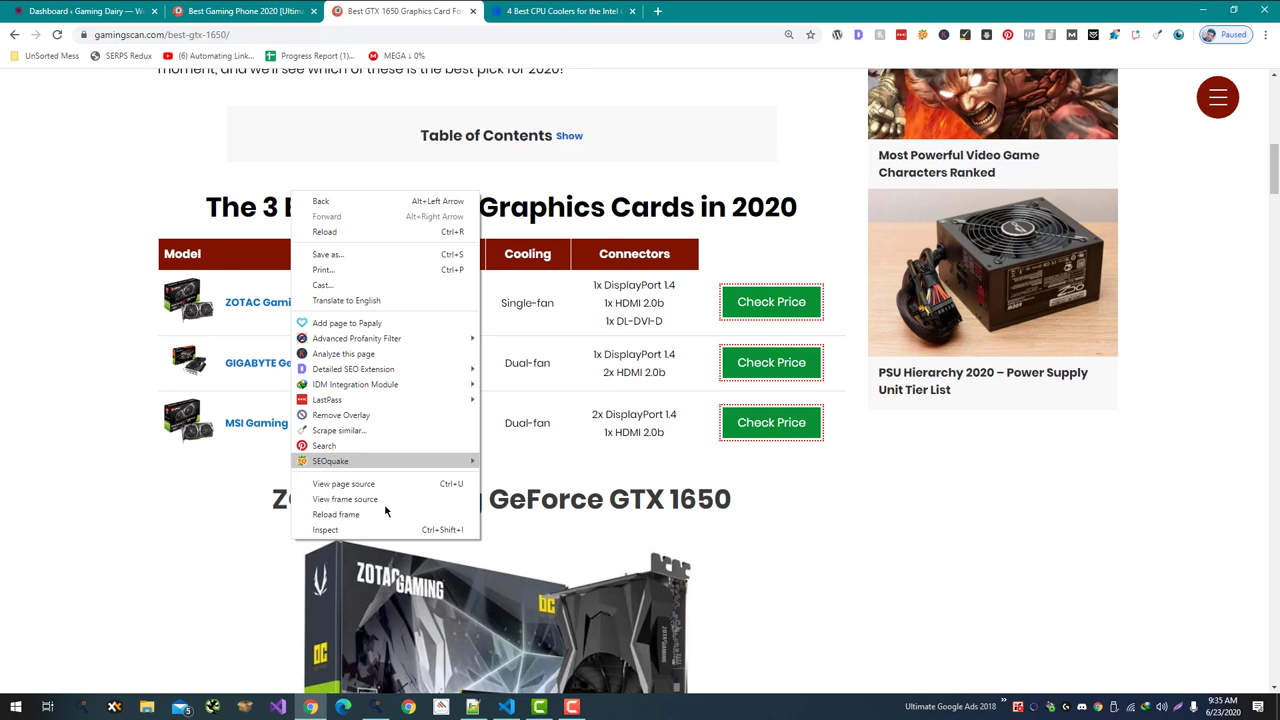 Dashboard ‹ Gaming Dairy — W
Best Gaming Phone 2020 [Ultima
Best GTX 1650 Graphics Card Fo
4 Best CPU Coolers for the Intel
gamingscan.com/best-gtx-1650/
Paused
UnSorted Mess
SERPS Redux
(6) Automating Link...
Progress Report (1)...
MEGA ↓ 0%
moment, and we'll see which of these is the best pick for 2020!
Table of Contents Show
The 3 B Graphics Cards in 2020
Model
Cooling
Connectors
ZOTAC Gami
Single-fan
1x DisplayPort 1.4
1x HDMI 2.0b
1x DL-DVI-D
Check Price
GIGABYTE Ge
Dual-fan
1x DisplayPort 1.4
2x HDMI 2.0b
Check Price
MSI Gaming
Dual-fan
2x DisplayPort 1.4
1x HDMI 2.0b
Check Price
Back Alt+Left Arrow
Forward Alt+Right Arrow
Reload Ctrl+R
Save as... Ctrl+S
Print... Ctrl+P
Cast...
Translate to English
Add page to Papaly
Advanced Profanity Filter
Analyze this page
Detailed SEO Extension
IDM Integration Module
LastPass
Remove Overlay
Scrape similar...
Search
SEOquake
View page source Ctrl+U
View frame source
Reload frame
Inspect Ctrl+Shift+I
ZO g GeForce GTX 1650
ZOTAC GAMING
OC
OC
Most Powerful Video Game
Characters Ranked
PSU Hierarchy 2020 – Power Supply
Unit Tier List
Ultimate Google Ads 2018
9:35 AM
6/23/2020